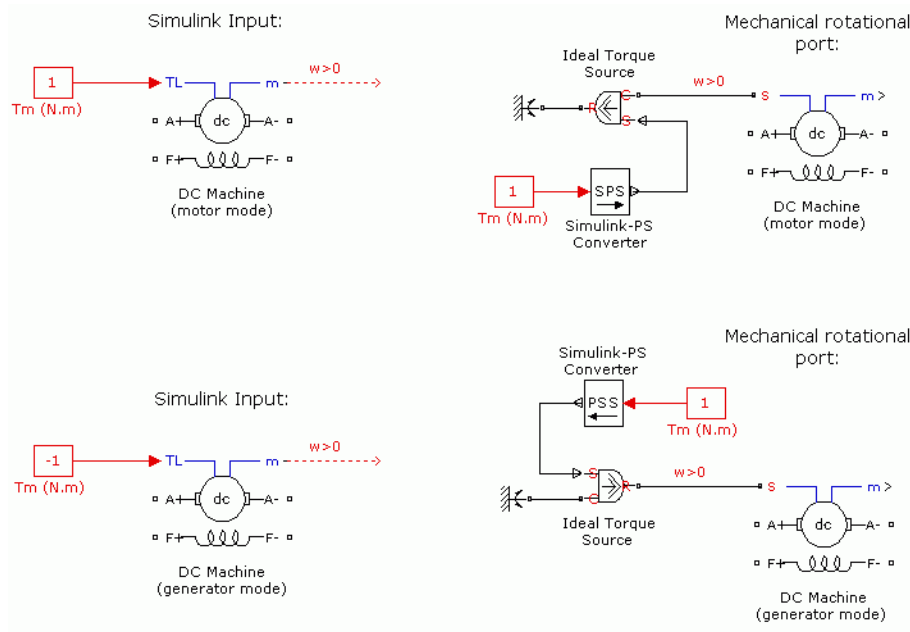 Simulink Input:
1
Tm (N.m)
TL
m
w>0
A+
dc
A-
F+
F-
DC Machine
(motor mode)
Mechanical rotational
port:
Ideal Torque
Source
R
C
S
w>0
S
m
A+
dc
A-
F+
F-
DC Machine
(motor mode)
1
Tm (N.m)
SPS
Simulink-PS
Converter
Simulink Input:
-1
Tm (N.m)
TL
m
w>0
A+
dc
A-
F+
F-
DC Machine
(generator mode)
Mechanical rotational
port:
Simulink-PS
Converter
PSS
1
Tm (N.m)
S
C
R
w>0
Ideal Torque
Source
S
m
A+
dc
A-
F+
F-
DC Machine
(generator mode)